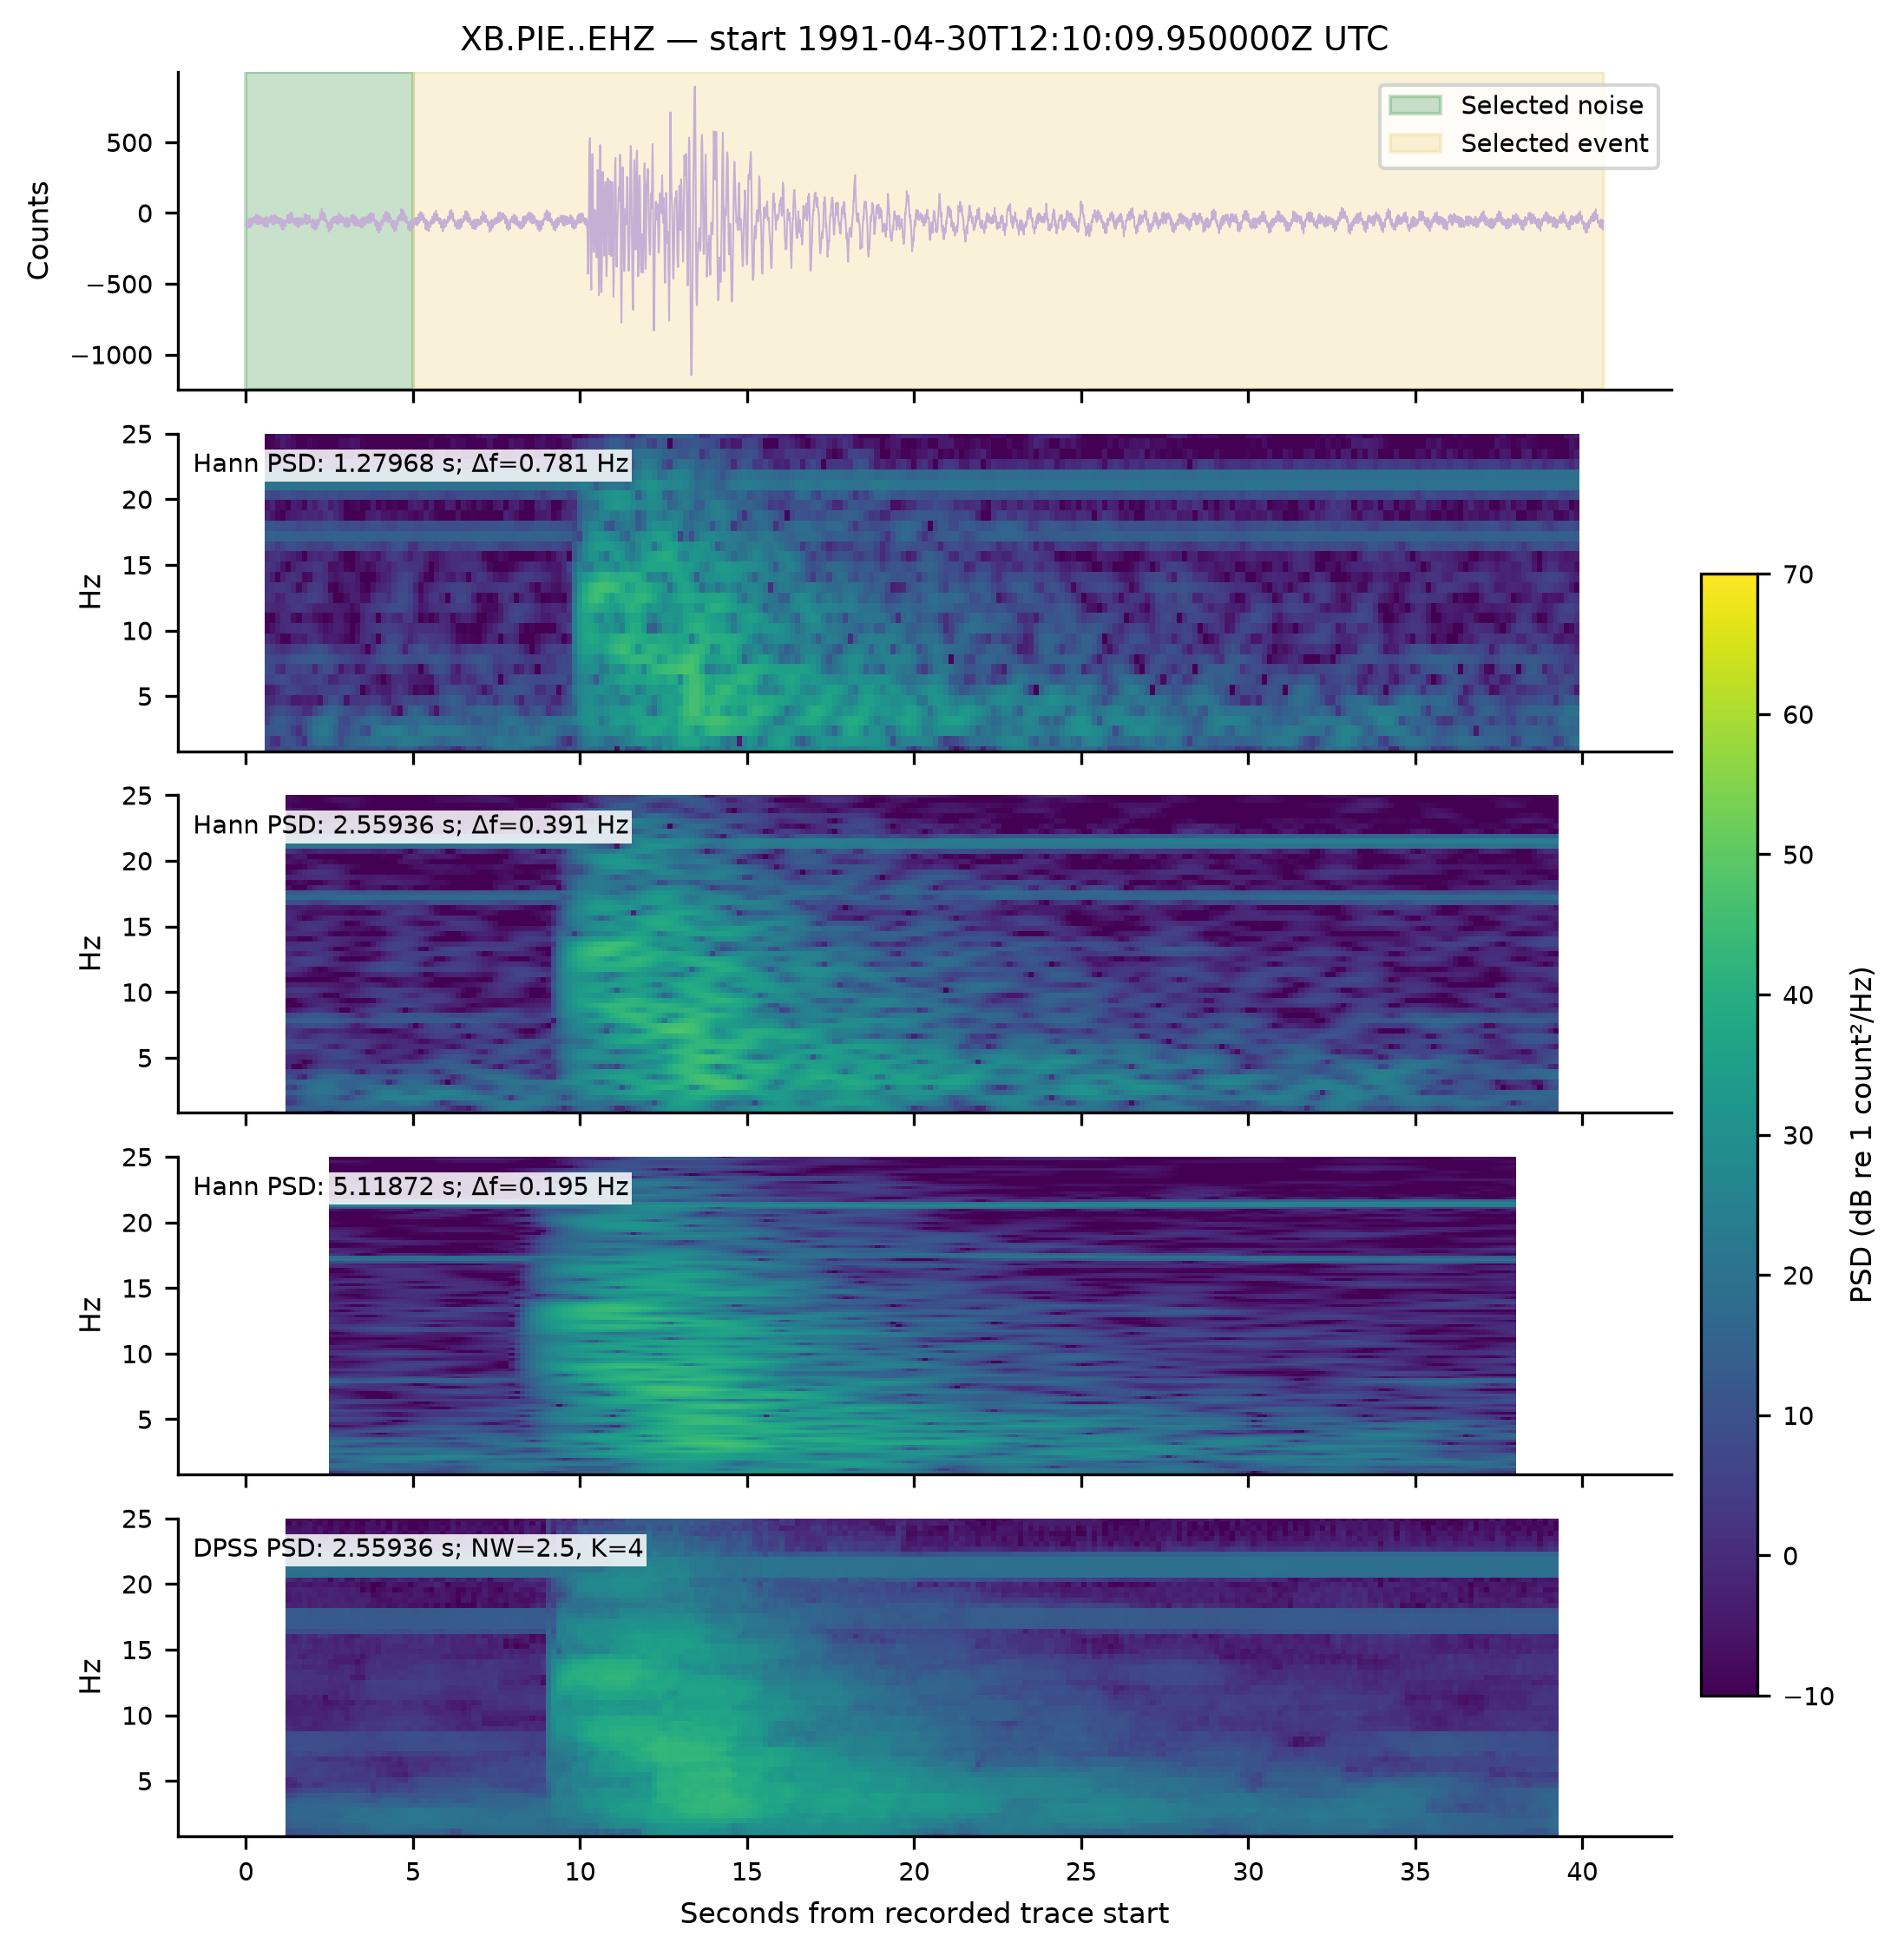 XB.PIE..EHZ — start 1991-04-30T12:10:09.950000Z UTC
Selected noise
Selected event
Counts
500
0
−500
−1000
Hann PSD: 1.27968 s; Δf=0.781 Hz
Hz
25
20
15
10
5
Hann PSD: 2.55936 s; Δf=0.391 Hz
Hz
25
20
15
10
5
Hann PSD: 5.11872 s; Δf=0.195 Hz
Hz
25
20
15
10
5
DPSS PSD: 2.55936 s; NW=2.5, K=4
Hz
25
20
15
10
5
0 5 10 15 20 25 30 35 40
Seconds from recorded trace start
70
60
50
40
30
20
10
0
−10
PSD (dB re 1 count²/Hz)